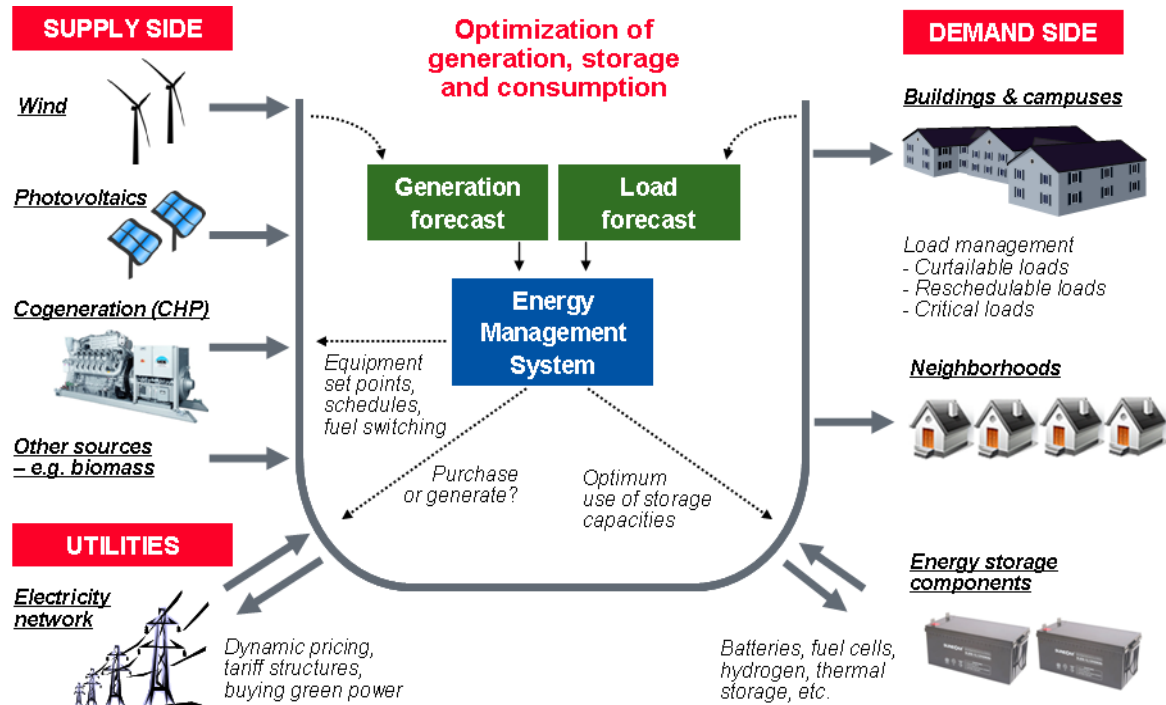 SUPPLY SIDE
Wind
Photovoltaics
Cogeneration (CHP)
Other sources
– e.g. biomass
UTILITIES
Electricity
network
Dynamic pricing,
tariff structures,
buying green power
Optimization of
generation, storage
and consumption
Generation
forecast
Load
forecast
Energy
Management
System
Equipment
set points,
schedules,
fuel switching
Purchase
or generate?
Optimum
use of storage
capacities
DEMAND SIDE
Buildings & campuses
Load management
- Curtailable loads
- Reschedulable loads
- Critical loads
Neighborhoods
Energy storage
components
Batteries, fuel cells,
hydrogen, thermal
storage, etc.